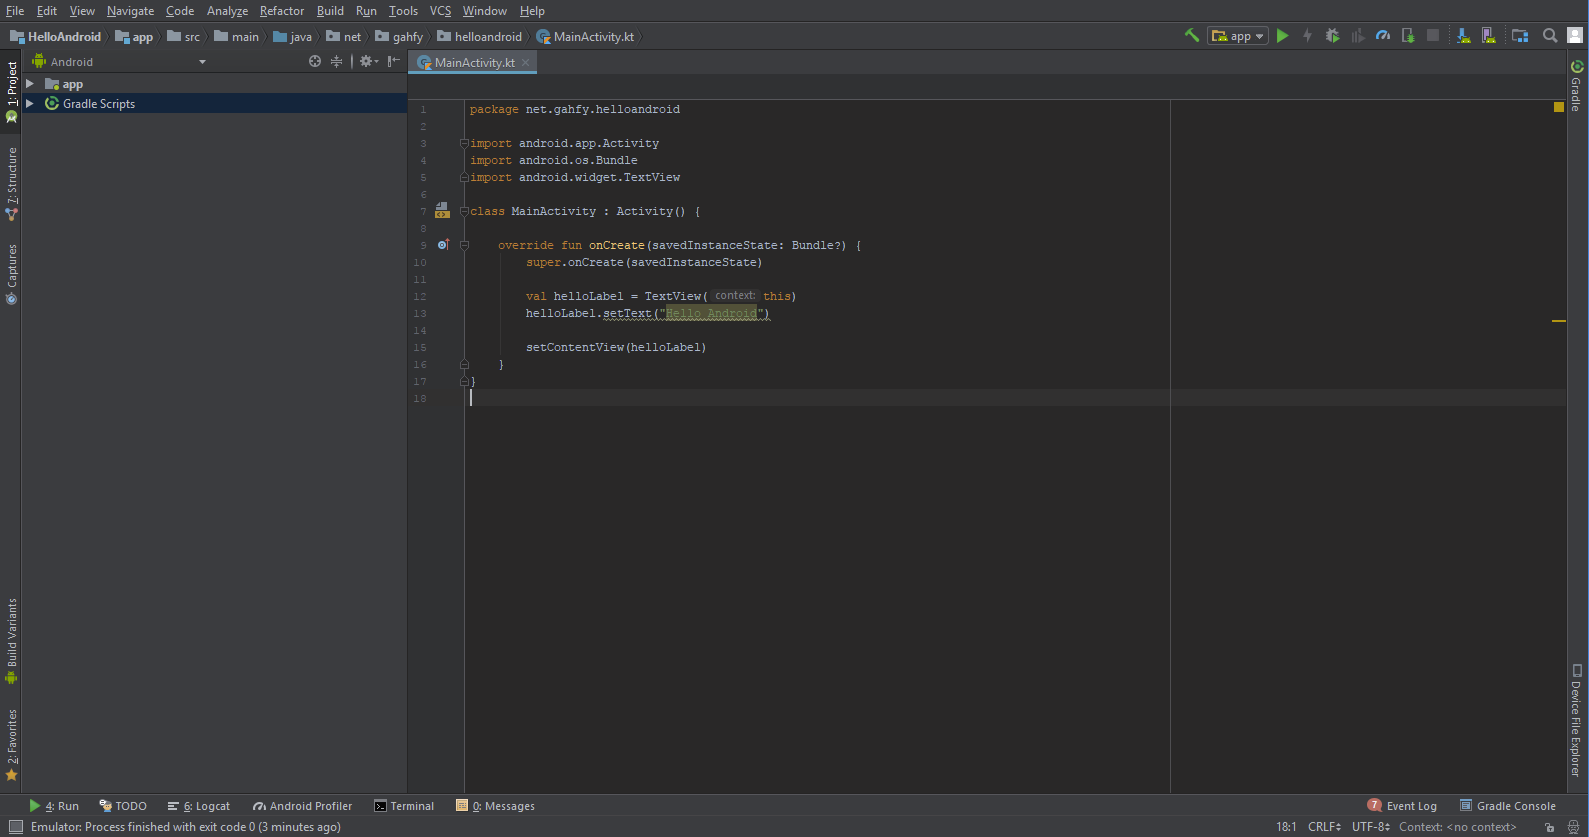 File Edit View Navigate Code Analyze Refactor Build Run Tools VCS Window Help
HelloAndroid app src main java net gahfy helloandroid MainActivity.kt app
Android
MainActivity.kt
app
Gradle Scripts
1: Project
7: Structure
Captures
Build Variants
2: Favorites
1 package net.gahfy.helloandroid
2
3 import android.app.Activity
4 import android.os.Bundle
5 import android.widget.TextView
6
7 class MainActivity : Activity() {
8
9 override fun onCreate(savedInstanceState: Bundle?) {
10 super.onCreate(savedInstanceState)
11
12 val helloLabel = TextView( context: this)
13 helloLabel.setText("Hello Android")
14
15 setContentView(helloLabel)
16 }
17 }
18
Gradle
Device File Explorer
4: Run TODO 6: Logcat Android Profiler Terminal 0: Messages 7 Event Log Gradle Console
Emulator: Process finished with exit code 0 (3 minutes ago) 18:1 CRLF UTF-8 Context: <no context>